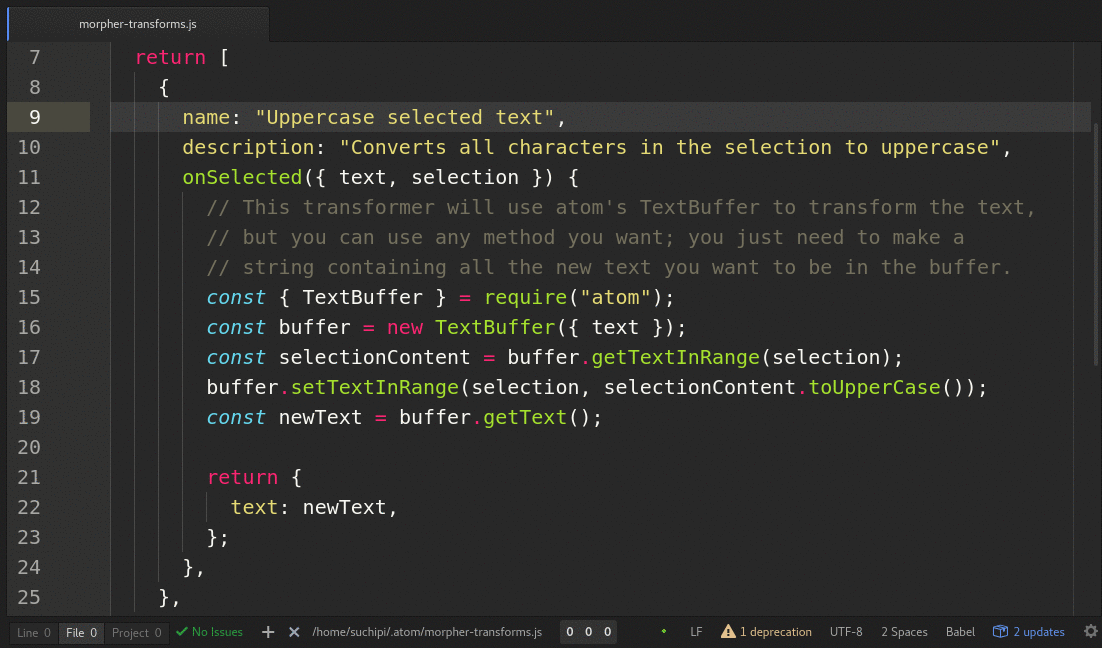 morpher-transforms.js
7 return [
8 {
9 name: "Uppercase selected text",
10 description: "Converts all characters in the selection to uppercase",
11 onSelected({ text, selection }) {
12 // This transformer will use atom's TextBuffer to transform the text,
13 // but you can use any method you want; you just need to make a
14 // string containing all the new text you want to be in the buffer.
15 const { TextBuffer } = require("atom");
16 const buffer = new TextBuffer({ text });
17 const selectionContent = buffer.getTextInRange(selection);
18 buffer.setTextInRange(selection, selectionContent.toUpperCase());
19 const newText = buffer.getText();
20
21 return {
22 text: newText,
23 };
24 },
25 },
Line 0 File 0 Project 0 No Issues /home/suchipi/.atom/morpher-transforms.js 0 0 0 LF 1 deprecation UTF-8 2 Spaces Babel 2 updates